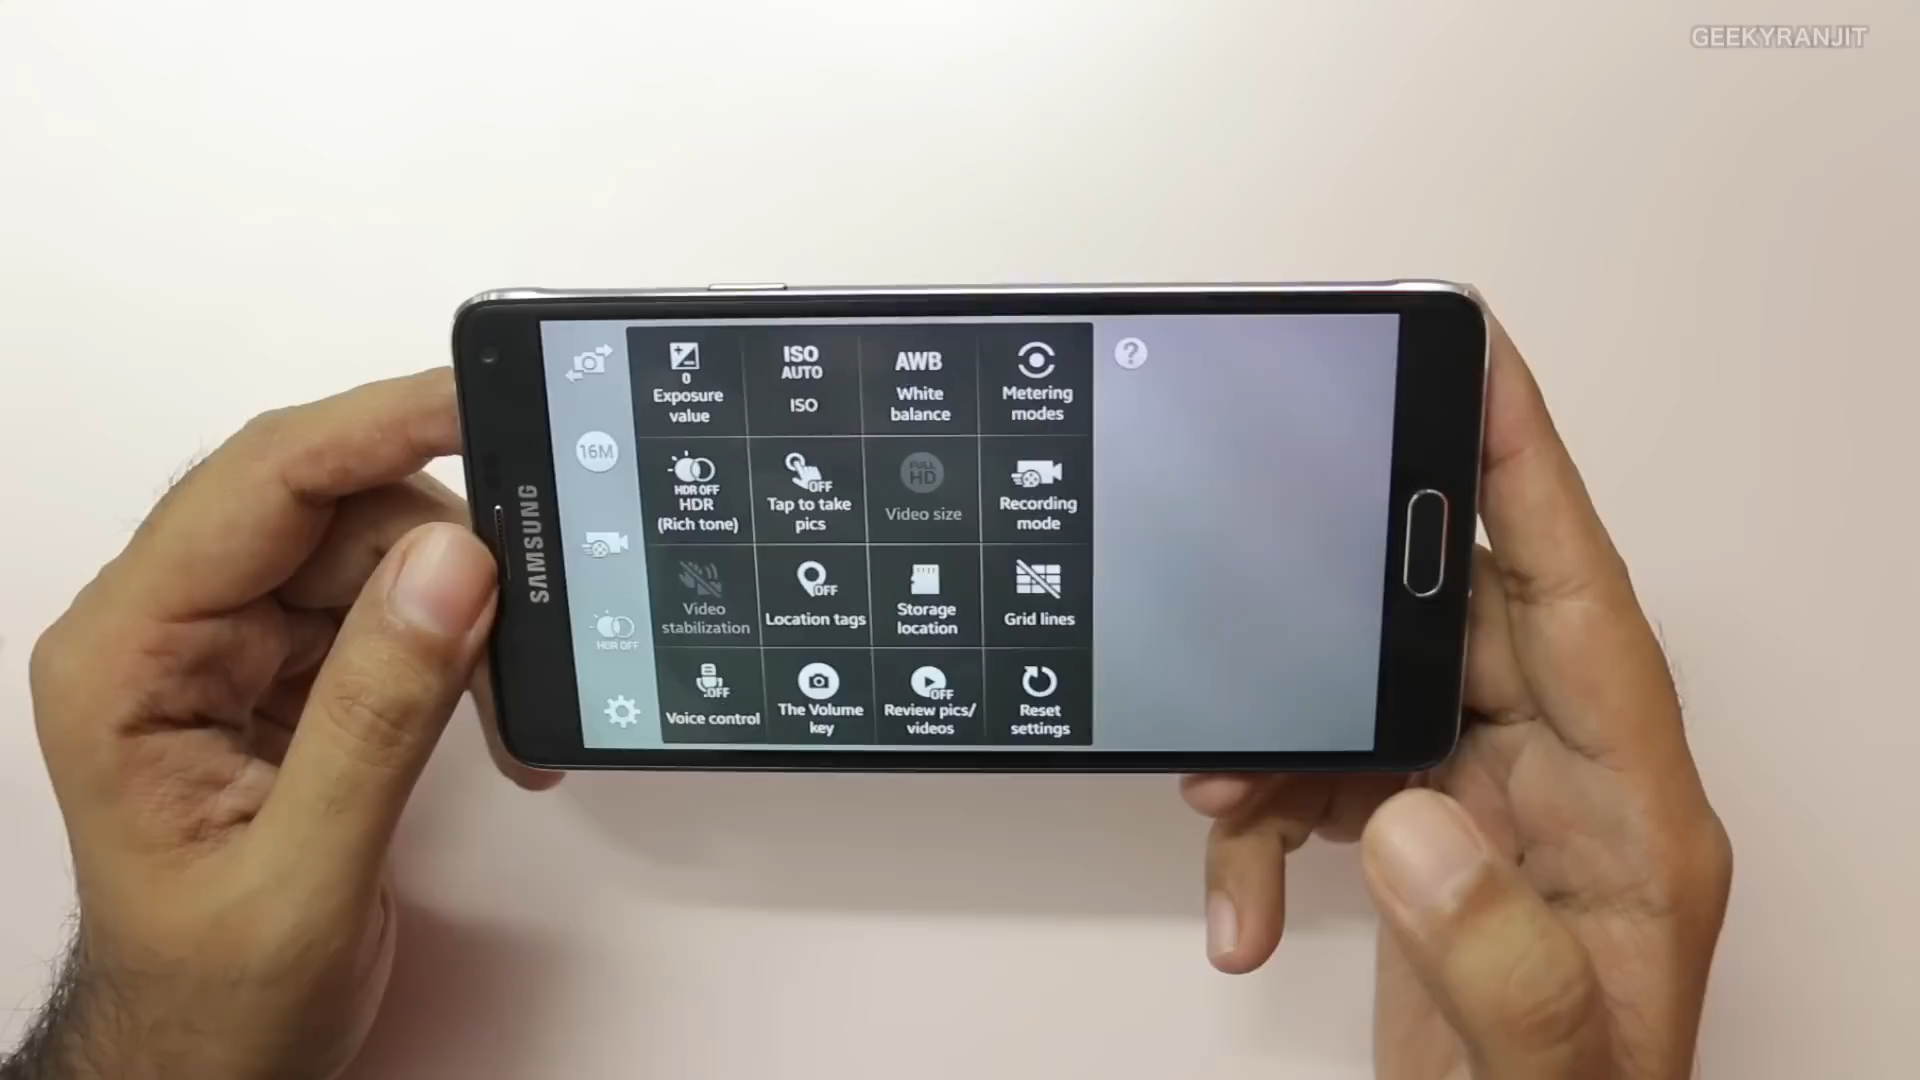 GEEKYRANJIT
SAMSUNG
16M
HDR OFF
0
Exposure
value
ISO
AUTO
ISO
AWB
White
balance
Metering
modes
HDR OFF
HDR
(Rich tone)
OFF
Tap to take
pics
FULL
HD
Video size
Recording
mode
Video
stabilization
OFF
Location tags
Storage
location
Grid lines
OFF
Voice control
The Volume
key
OFF
Review pics/
videos
Reset
settings
?